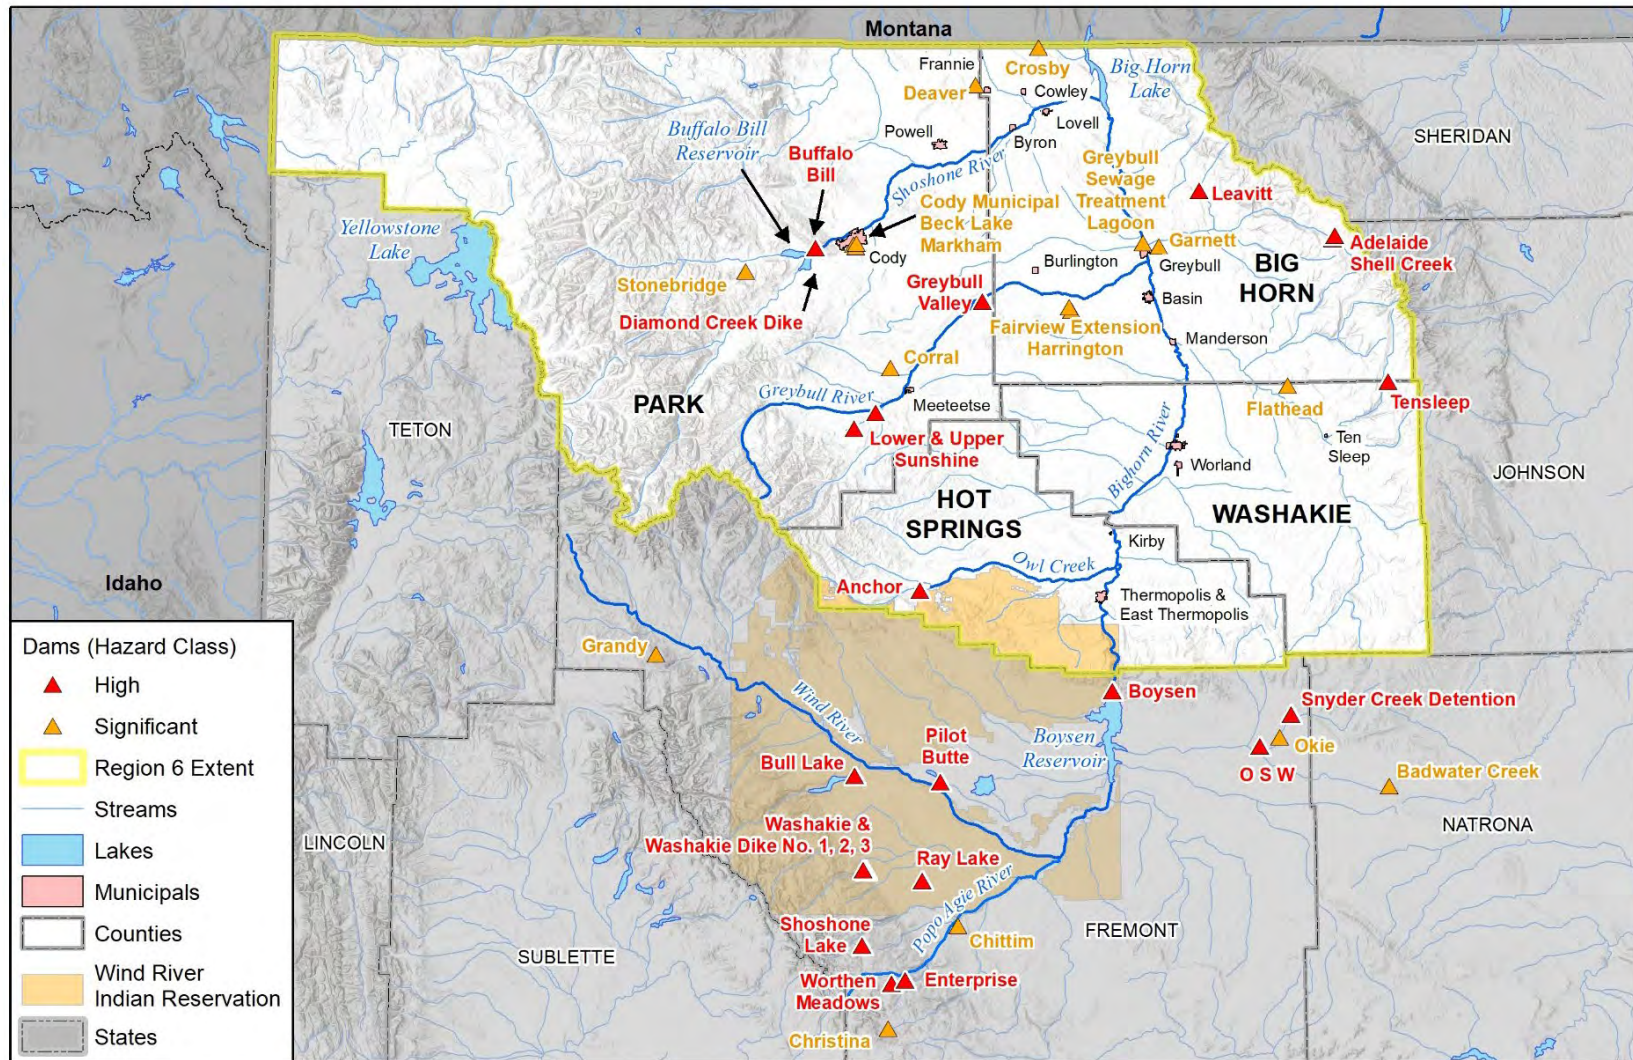 Montana
Frannie
Crosby
Big Horn
Lake
Deaver
Cowley
Lovell
Powell
Byron
SHERIDAN
Buffalo Bill
Reservoir
Buffalo
Bill
Shoshone River
Greybull
Sewage
Treatment
Lagoon
Leavitt
Cody Municipal
Beck Lake
Markham
Yellowstone
Lake
Cody
Garnett
Adelaide
Shell Creek
Burlington
Greybull
BIG
HORN
Stonebridge
Greybull
Valley
Basin
Diamond Creek Dike
Fairview Extension
Harrington
Manderson
Corral
Greybull River
Meeteetse
PARK
Flathead
Tensleep
TETON
Lower & Upper
Sunshine
Bighorn River
Ten
Sleep
Worland
JOHNSON
HOT
SPRINGS
WASHAKIE
Kirby
Owl Creek
Idaho
Anchor
Thermopolis &
East Thermopolis
Grandy
Wind River
Boysen
Snyder Creek Detention
Okie
Pilot
Butte
Boysen
Reservoir
Bull Lake
O S W
Badwater Creek
NATRONA
Washakie &
Washakie Dike No. 1, 2, 3
Ray Lake
LINCOLN
Popo Agie River
Shoshone
Lake
Chittim
FREMONT
SUBLETTE
Worthen
Meadows
Enterprise
Christina
Dams (Hazard Class)
High
Significant
Region 6 Extent
Streams
Lakes
Municipals
Counties
Wind River
Indian Reservation
States